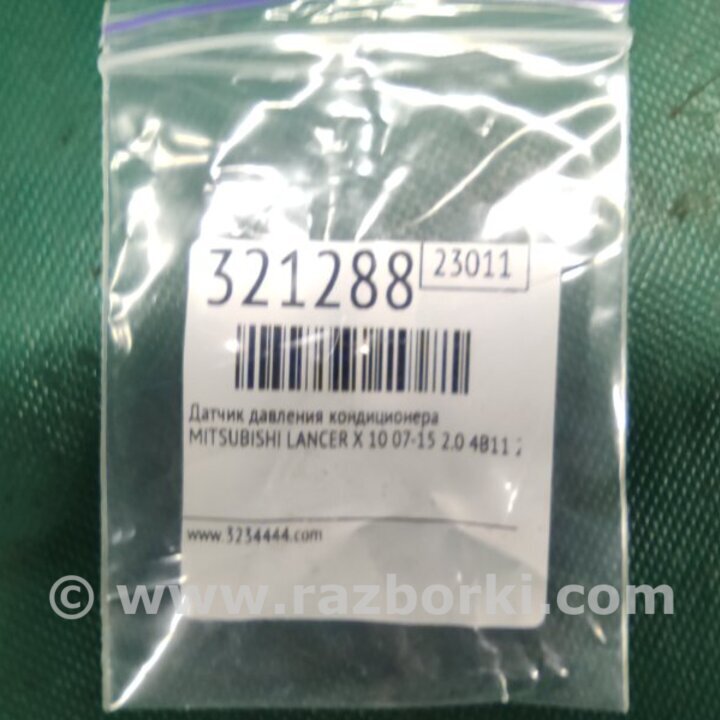 321288
23011
Датчик давления кондиционера
MITSUBISHI LANCER X 10 07-15 2.0 4B11
www.3234444.com
© www.razborki.com